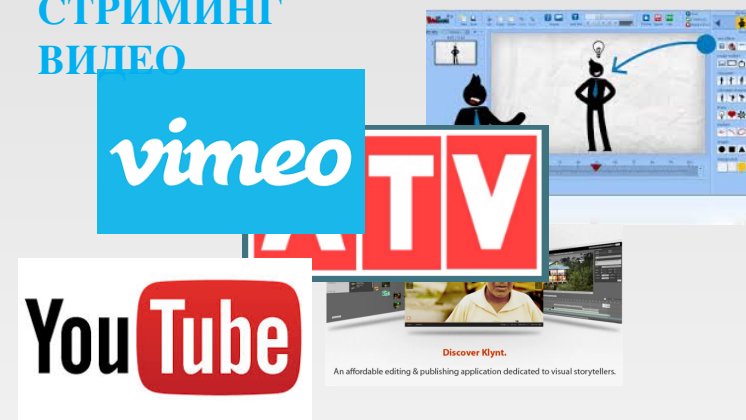 СТРИМИНГ
ВИДЕО
vimeo
TV
YouTube
Discover Klynt.
An affordable editing & publishing application dedicated to visual storytellers.